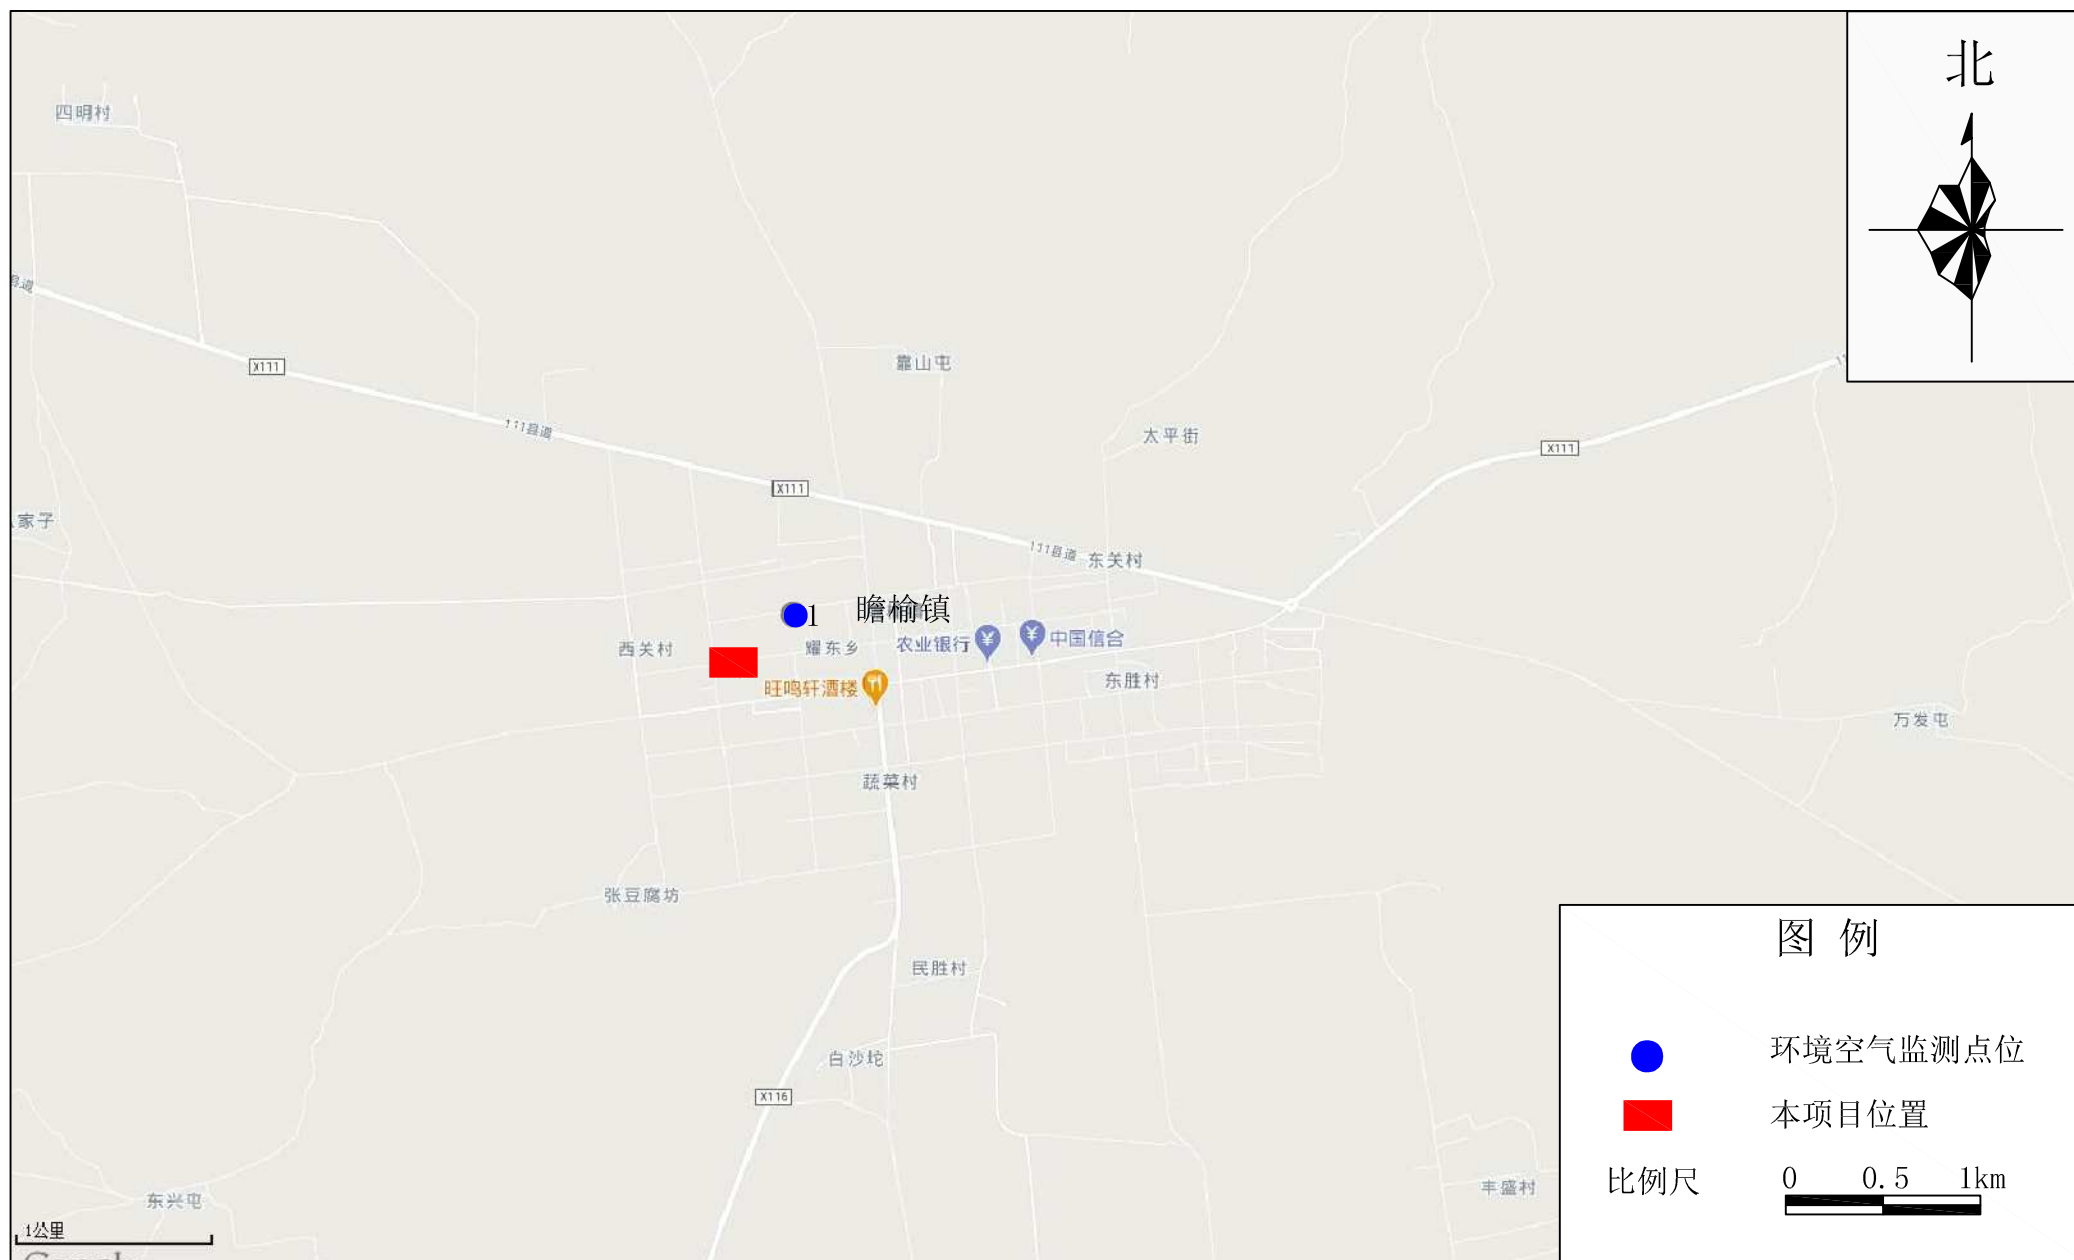 北
四明村
县道
X111
靠山屯
111县道
太平街
X111
X111
家子
111县道
东关村
瞻榆镇
1
西关村
耀东乡
农业银行
中国信合
旺鸣轩酒楼
东胜村
万发屯
蔬菜村
张豆腐坊
图 例
民胜村
环境空气监测点位
白沙坨
X116
本项目位置
比例尺
0 0.5 1km
丰盛村
东兴屯
1公里